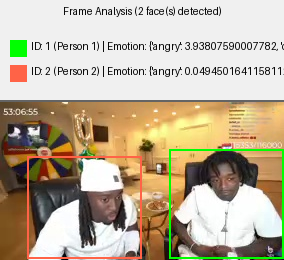 Frame Analysis (2 face(s) detected)
ID: 1 (Person 1) | Emotion: {'angry': 3.93807590007782, '
ID: 2 (Person 2) | Emotion: {'angry': 0.049450164115811
53:06:55